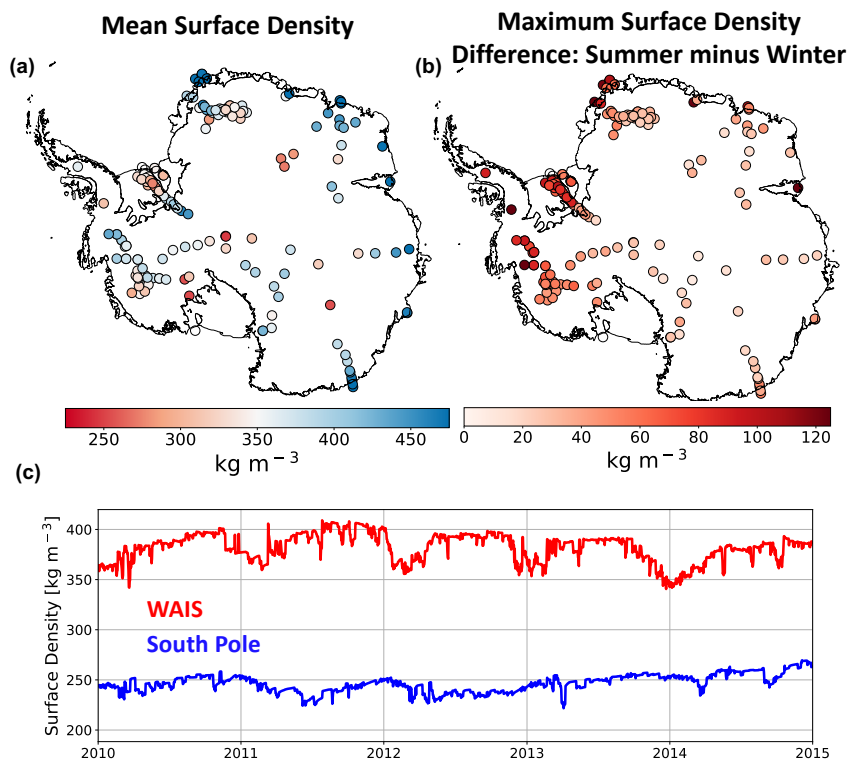 Mean Surface Density
Maximum Surface Density
Difference: Summer minus Winter
(a)
(b)
250 300 350 400 450
kg m⁻³
0 20 40 60 80 100 120
kg m⁻³
(c)
Surface Density [kg m⁻³]
400
350
300
250
200
WAIS
South Pole
2010 2011 2012 2013 2014 2015